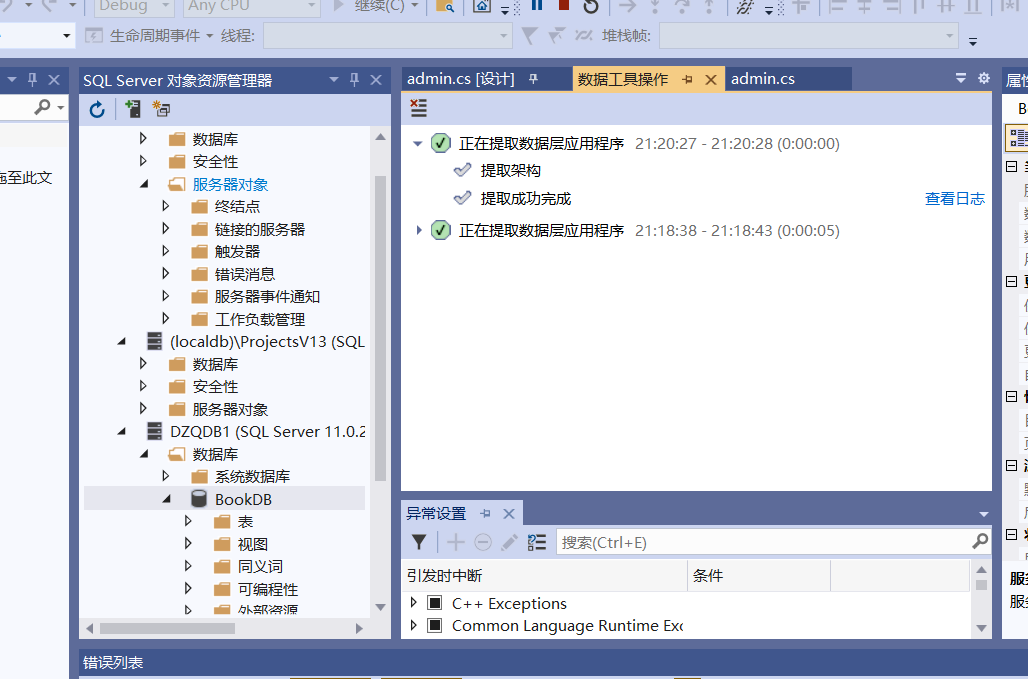 Debug Any CPU 继续(C)
生命周期事件 线程: 堆栈帧:
SQL Server 对象资源管理器
admin.cs [设计] 数据工具操作 admin.cs
拖至此文
数据库
安全性
服务器对象
终结点
链接的服务器
触发器
错误消息
服务器事件通知
工作负载管理
(localdb)\ProjectsV13 (SQL
数据库
安全性
服务器对象
DZQDB1 (SQL Server 11.0.2
数据库
系统数据库
BookDB
表
视图
同义词
可编程性
外部资源
正在提取数据层应用程序 21:20:27 - 21:20:28 (0:00:00)
提取架构
提取成功完成 查看日志
正在提取数据层应用程序 21:18:38 - 21:18:43 (0:00:05)
异常设置
搜索(Ctrl+E)
引发时中断 条件
C++ Exceptions
Common Language Runtime Exc
属性
B
服务
错误列表